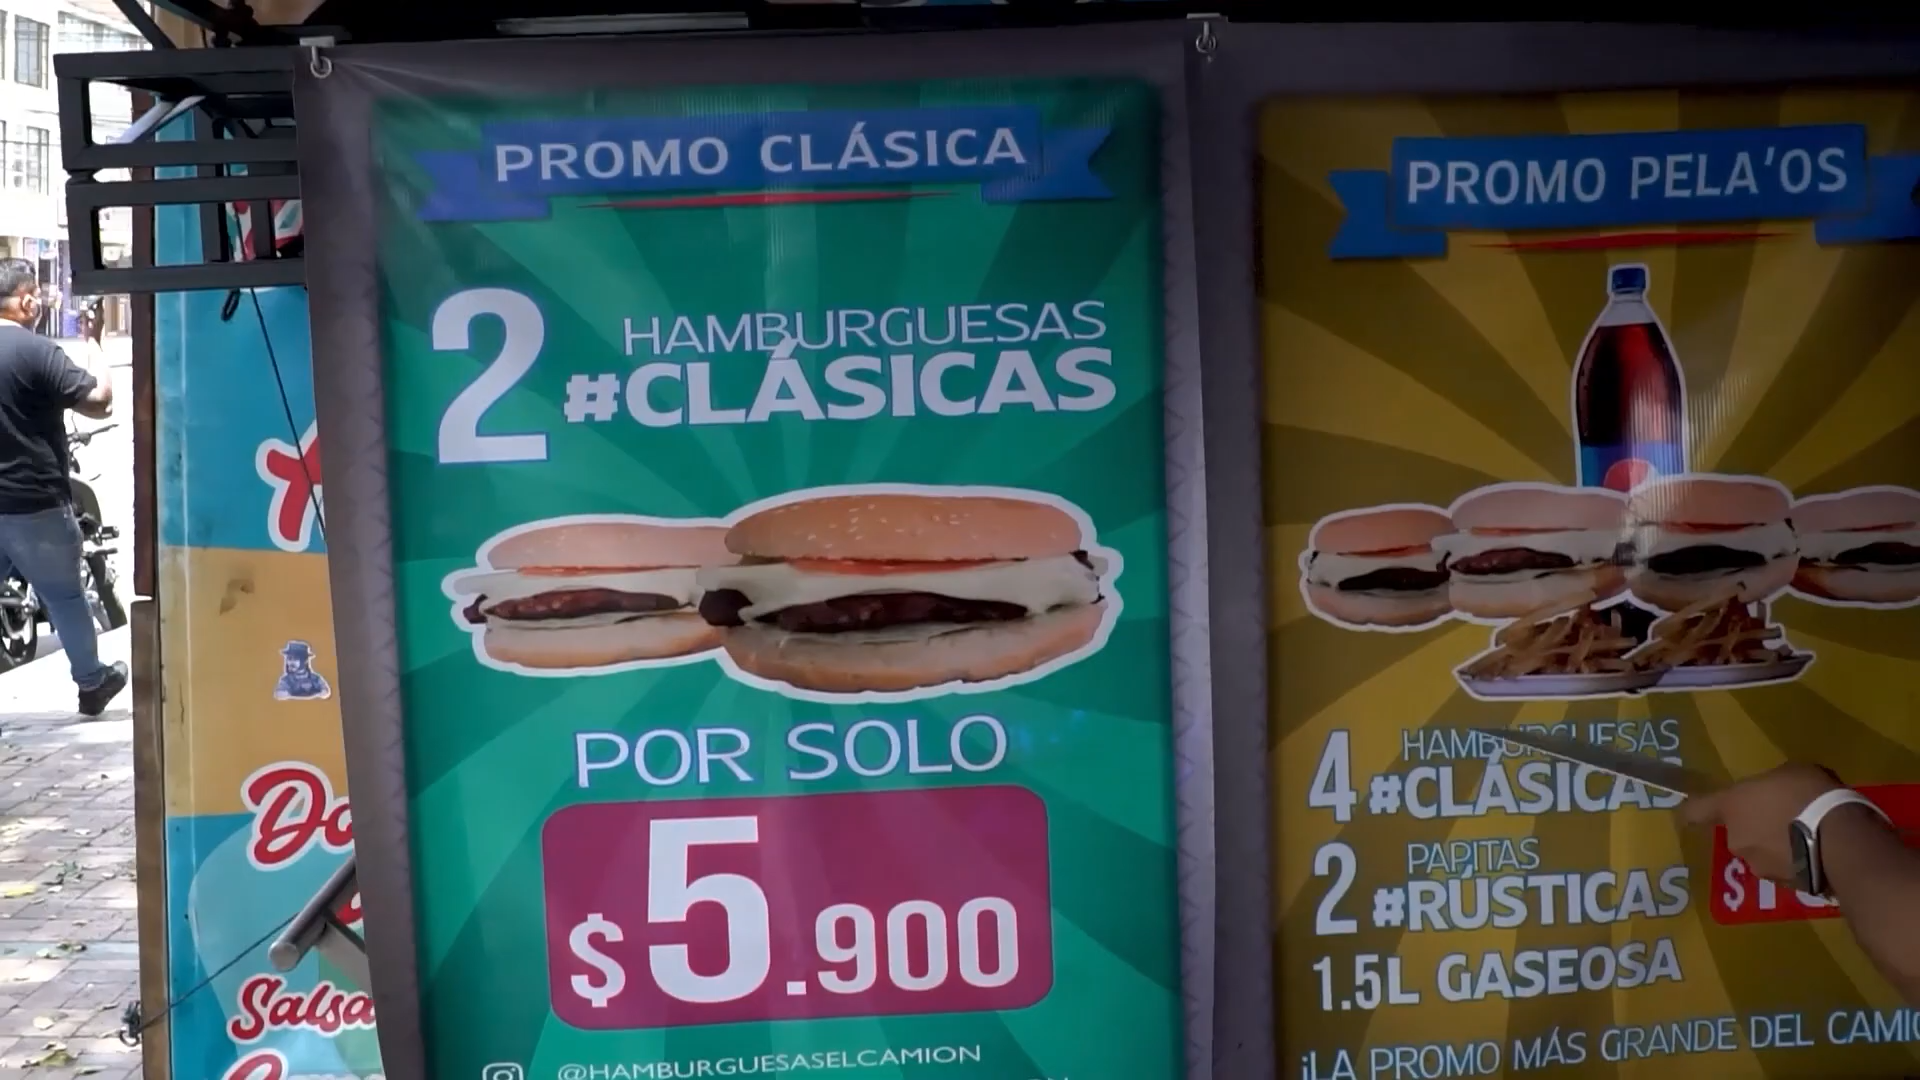 PROMO CLÁSICA
2 HAMBURGUESAS
#CLÁSICAS
POR SOLO
$5.900
@HAMBURGUESASELCAMION
PROMO PELA'OS
4 HAMBURGUESAS
#CLÁSICAS
2 PAPITAS
#RÚSTICAS
1.5L GASEOSA
¡LA PROMO MÁS GRANDE DEL
Salsa